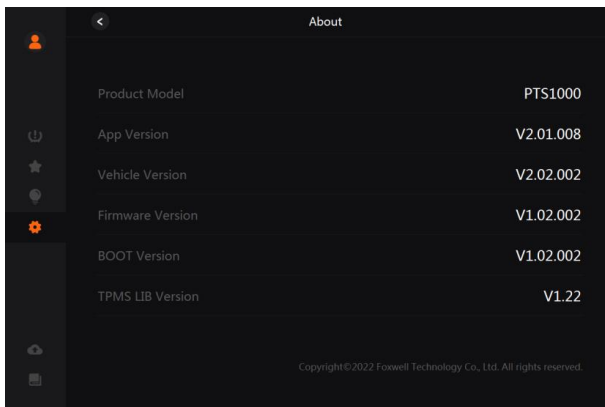 About
Product Model PTS1000
App Version V2.01.008
Vehicle Version V2.02.002
Firmware Version V1.02.002
BOOT Version V1.02.002
TPMS LIB Version V1.22
Copyright©2022 Foxwell Technology Co., Ltd. All rights reserved.